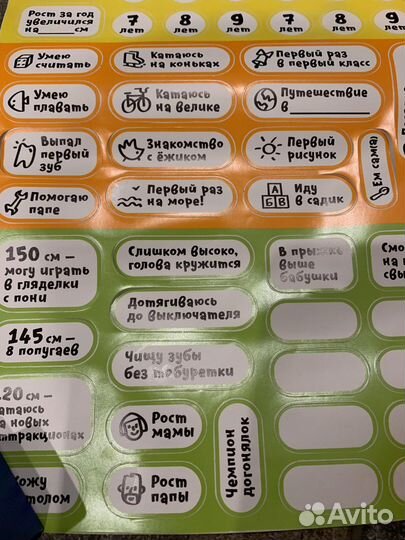 Рост за год
увеличился
на____см
7
лет
8
лет
9
лет
7
лет
8
лет
9
лет
Умею
считать
Катаюсь
на коньках
Первый раз
в первый класс
Умею
плавать
Катаюсь
на велике
Путешествие
в____
Выпал
первый
зуб
Знакомство
с ёжиком
Первый
рисунок
Ем сам(а)
Помогаю
папе
Первый раз
на море!
А
Б В
Иду
в садик
150 см –
могу играть
в гляделки
с пони
Слишком высоко,
голова кружится
В прыжке
выше
бабушки
Дотягиваюсь
до выключателя
145 см –
8 попугаев
Чищу зубы
без табуретки
120 см –
катаюсь
на новых
аттракционах
Рост
мамы
Чемпион
догонялок
Рост
папы
Avito